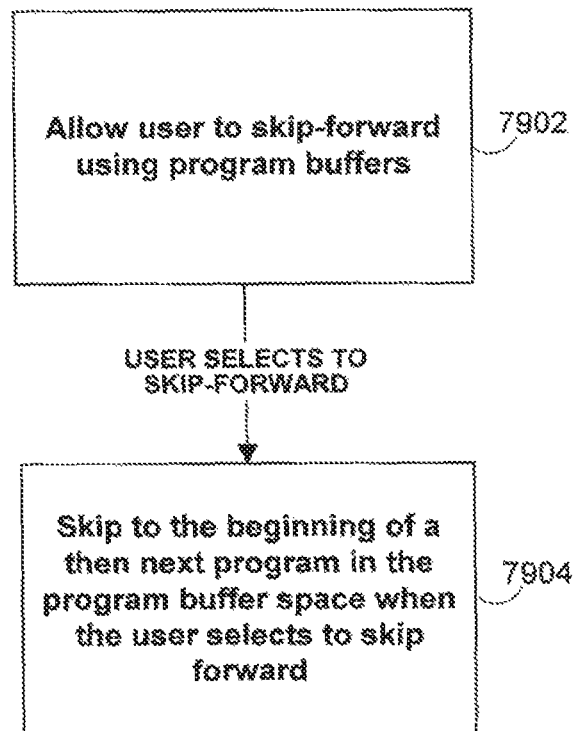 Allow user to skip-forward
using program buffers
7902
USER SELECTS TO
SKIP-FORWARD
Skip to the beginning of a
then next program in the
program buffer space when
the user selects to skip
forward
7904